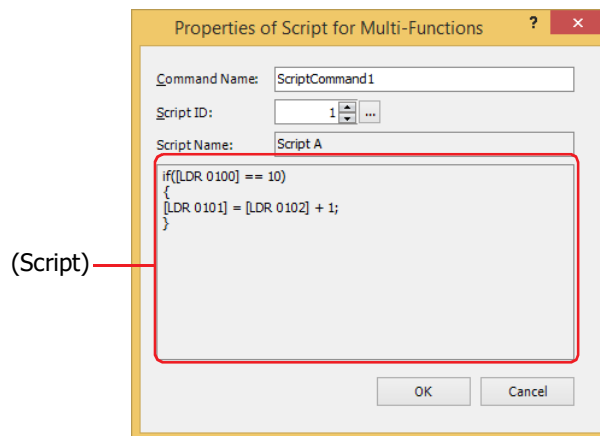 Properties of Script for Multi-Functions ?
Command Name: ScriptCommand1
Script ID: 1 ...
Script Name: Script A
if([LDR 0100] == 10)
{
[LDR 0101] = [LDR 0102] + 1;
}
(Script)
OK Cancel